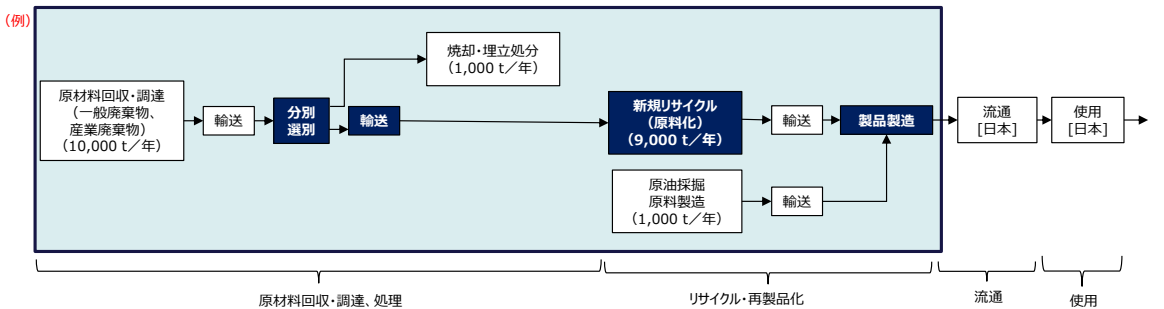 （例）
焼却・埋立処分
（1,000 t／年）
原材料回収・調達
（一般廃棄物、
産業廃棄物）
（10,000 t／年）
輸送
分別
選別
輸送
新規リサイクル
（原料化）
（9,000 t／年）
輸送
製品製造
流通
[日本]
使用
[日本]
原油採掘
原料製造
（1,000 t／年）
輸送
原材料回収・調達、処理
リサイクル・再製品化
流通
使用